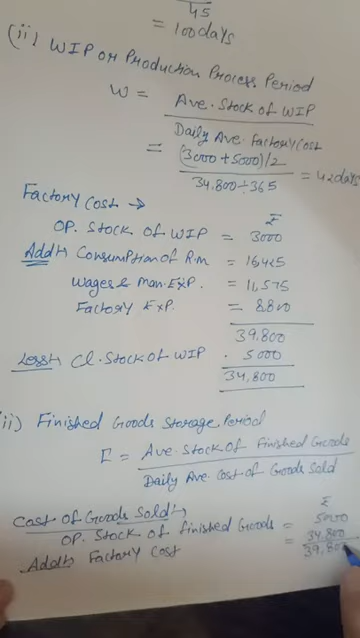 45
= 100 days
(ii) WIP or Production Process Period
W = Ave. Stock of WIP
Daily Ave. Factory Cost
= (3000 + 5000)/2
34,800 ÷ 365 = 42 days
Factory Cost →
₹
OP. Stock of WIP = 3000
Add:- Consumption of R.M = 16,425
Wages & Man. EXP. = 11,575
Factory EXP. = 8800
39,800
Less:- Cl. Stock of WIP . 5000
34,800
ii) Finished Goods Storage Period
F = Ave. Stock of Finished Goods
Daily Ave. Cost of Goods Sold
Cost of Goods Sold:-
₹
OP. Stock of Finished Goods = 5000
Add:- Factory Cost = 34,800
39,800